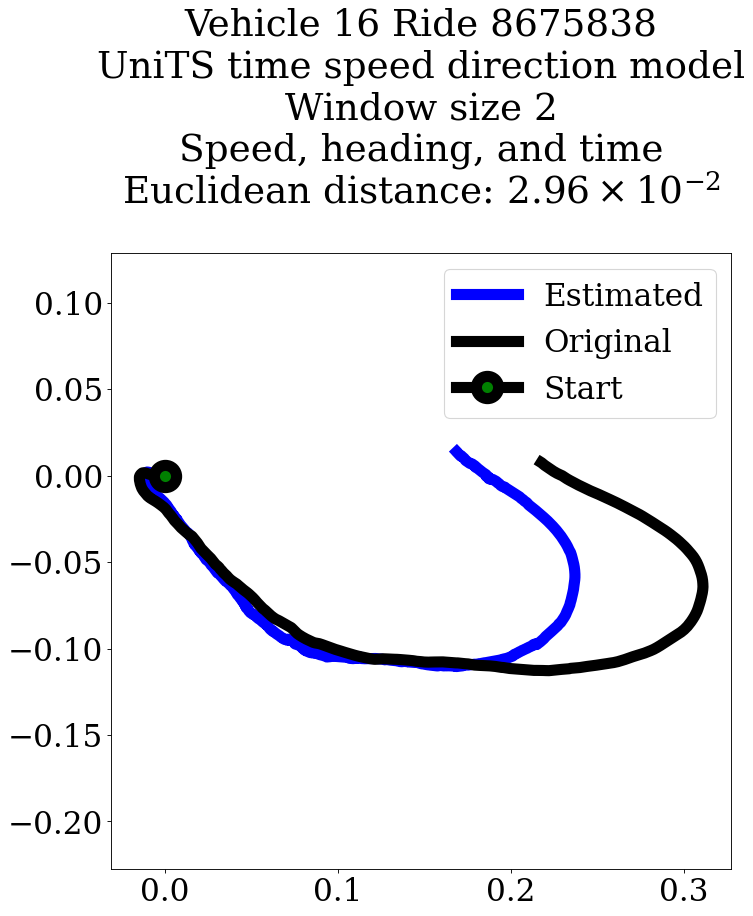 Vehicle 16 Ride 8675838
UniTS time speed direction model
Window size 2
Speed, heading, and time
Euclidean distance: 2.96 × 10⁻²
Estimated
Original
Start
0.10
0.05
0.00
−0.05
−0.10
−0.15
−0.20
0.0 0.1 0.2 0.3